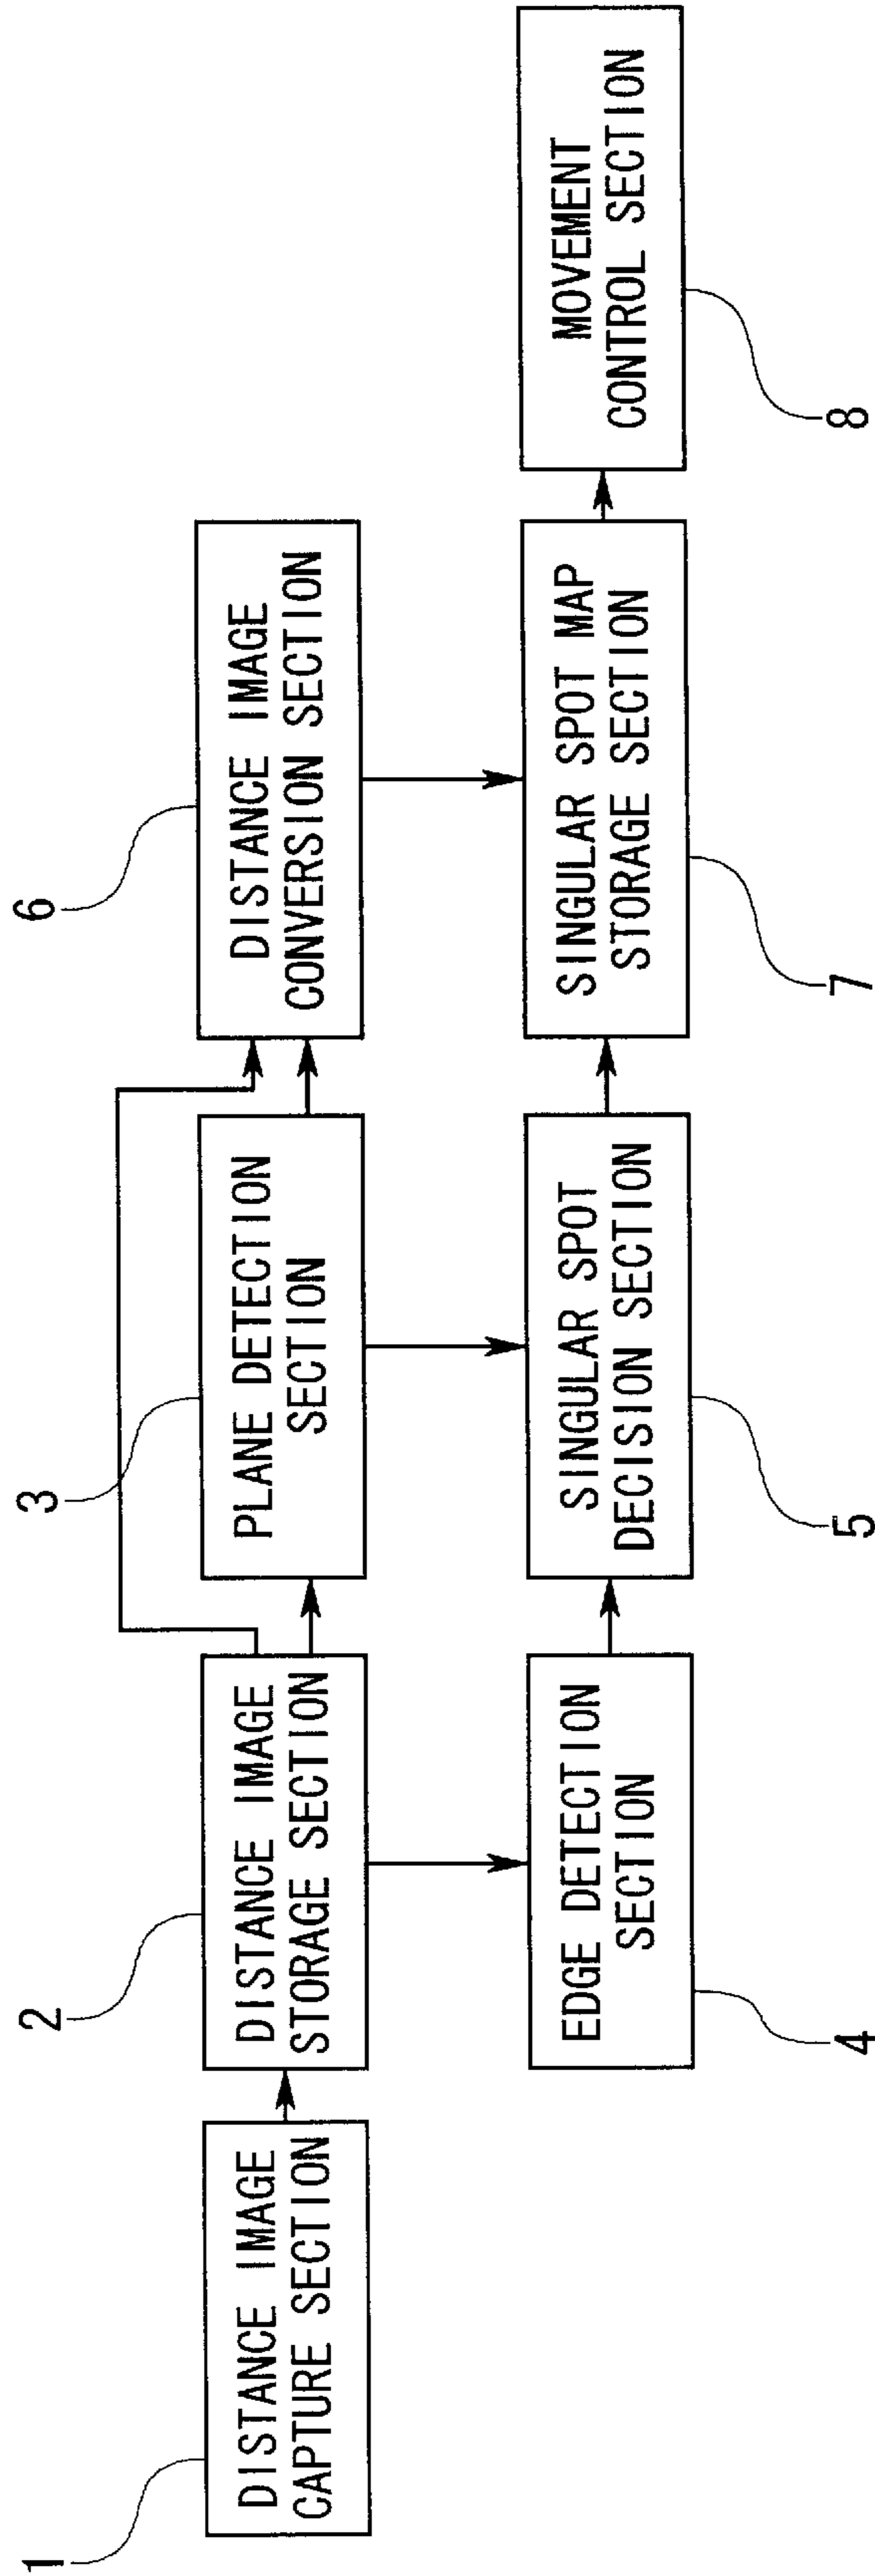 1
DISTANCE IMAGE
CAPTURE SECTION
2
DISTANCE IMAGE
STORAGE SECTION
3
PLANE DETECTION
SECTION
6
DISTANCE IMAGE
CONVERSION SECTION
EDGE DETECTION
SECTION
4
SINGULAR SPOT
DECISION SECTION
5
SINGULAR SPOT MAP
STORAGE SECTION
7
MOVEMENT
CONTROL SECTION
8